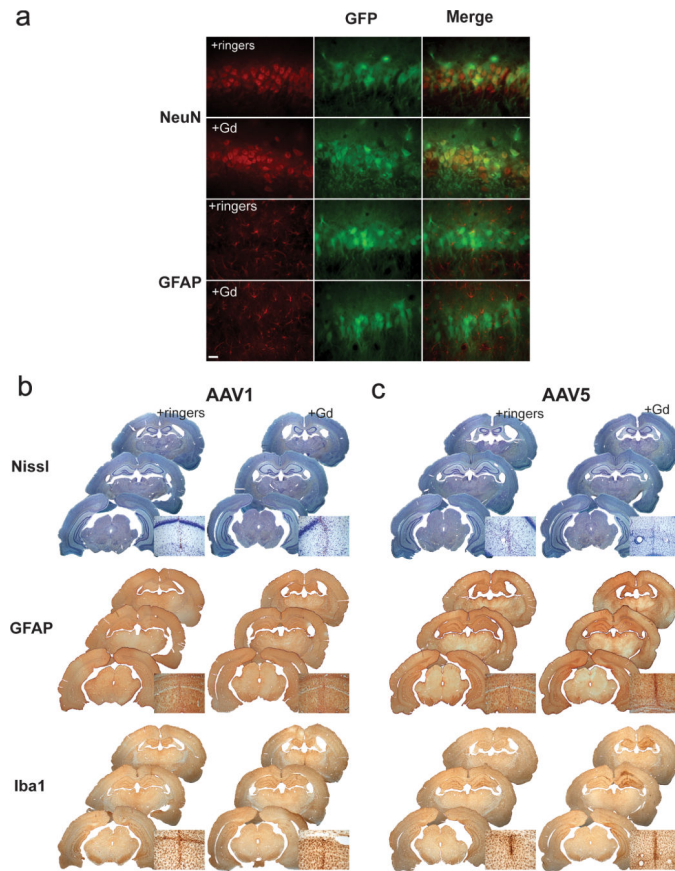 a
GFP
Merge
+ringers
NeuN
+Gd
+ringers
GFAP
+Gd
b
AAV1
c
AAV5
+ringers
+Gd
+ringers
+Gd
Nissl
GFAP
Iba1